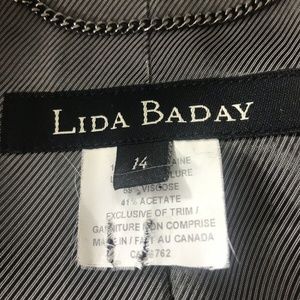 LIDA BADAY
14
VISCOSE
41% ACETATE
EXCLUSIVE OF TRIM /
GARNITURE NON COMPRISE
MADE IN / FAIT AU CANADA